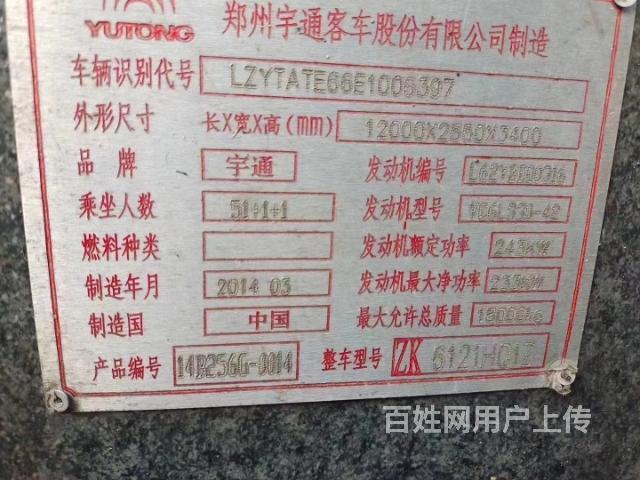 YUTONG 郑州宇通客车股份有限公司制造
车辆识别代号
外形尺寸 长X宽X高(mm) 12000X2550X3400
品牌 宇通 发动机编号
乘坐人数 51+1+1 发动机型号
燃料种类 发动机额定功率
制造年月 2014 03 发动机最大净功率
制造国 中国 最大允许总质量 18000kg
产品编号 14B256G-0014 整车型号 ZK
百姓网用户上传